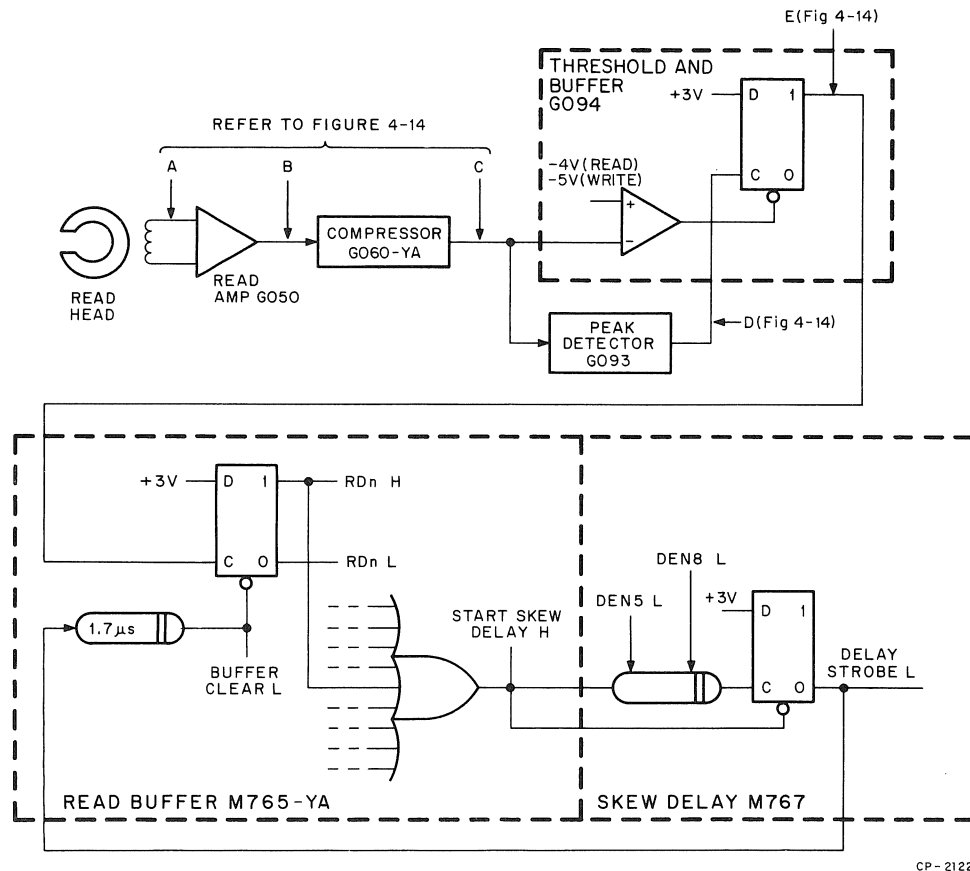 E(Fig 4-14)
THRESHOLD AND
BUFFER
G094
+3V
D 1
C 0
REFER TO FIGURE 4-14
A B C
-4V(READ)
-5V(WRITE)
+
-
COMPRESSOR
G060-YA
READ
AMP G050
READ
HEAD
D(Fig 4-14)
PEAK
DETECTOR
G093
+3V
D 1
RDn H
C 0
RDn L
DEN8 L
DEN5 L
+3V
D 1
START SKEW
DELAY H
1.7μs
BUFFER
CLEAR L
C 0
DELAY
STROBE L
READ BUFFER M765-YA
SKEW DELAY M767
CP-2122